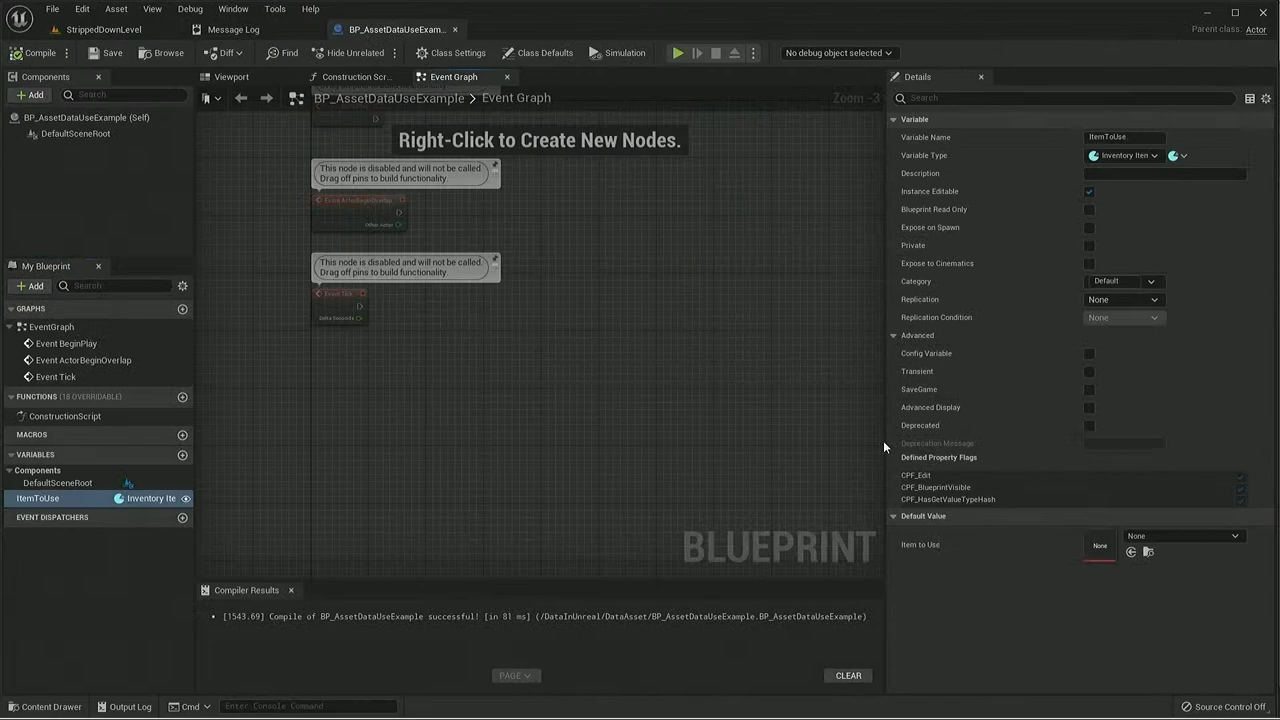 File Edit Asset View Debug Window Tools Help
StrippedDownLevel Message Log BP_AssetDataUseExam... Parent class: Actor
Compile Save Browse Diff Find Hide Unrelated Class Settings Class Defaults Simulation No debug object selected
Components
Add Search
BP_AssetDataUseExample (Self)
DefaultSceneRoot
My Blueprint
Add Search
GRAPHS
EventGraph
Event BeginPlay
Event ActorBeginOverlap
Event Tick
FUNCTIONS (18 OVERRIDABLE)
ConstructionScript
MACROS
VARIABLES
Components
DefaultSceneRoot
ItemToUse Inventory Ite
EVENT DISPATCHERS
Viewport Construction Scr... Event Graph
BP_AssetDataUseExample > Event Graph Zoom -3
Right-Click to Create New Nodes.
This node is disabled and will not be called.
Drag off pins to build functionality.
Event ActorBeginOverlap
Other Actor
This node is disabled and will not be called.
Drag off pins to build functionality.
Event Tick
Delta Seconds
BLUEPRINT
Compiler Results
[1543.69] Compile of BP_AssetDataUseExample successful! [in 81 ms] (/DataInUnreal/DataAsset/BP_AssetDataUseExample.BP_AssetDataUseExample)
PAGE CLEAR
Details
Search
Variable
Variable Name ItemToUse
Variable Type Inventory Item
Description
Instance Editable
Blueprint Read Only
Expose on Spawn
Private
Expose to Cinematics
Category Default
Replication None
Replication Condition None
Advanced
Config Variable
Transient
SaveGame
Advanced Display
Deprecated
Deprecation Message
Defined Property Flags
CPF_Edit
CPF_BlueprintVisible
CPF_HasGetValueTypeHash
Default Value
Item to Use None None
Content Drawer Output Log Cmd Enter Console Command Source Control Off